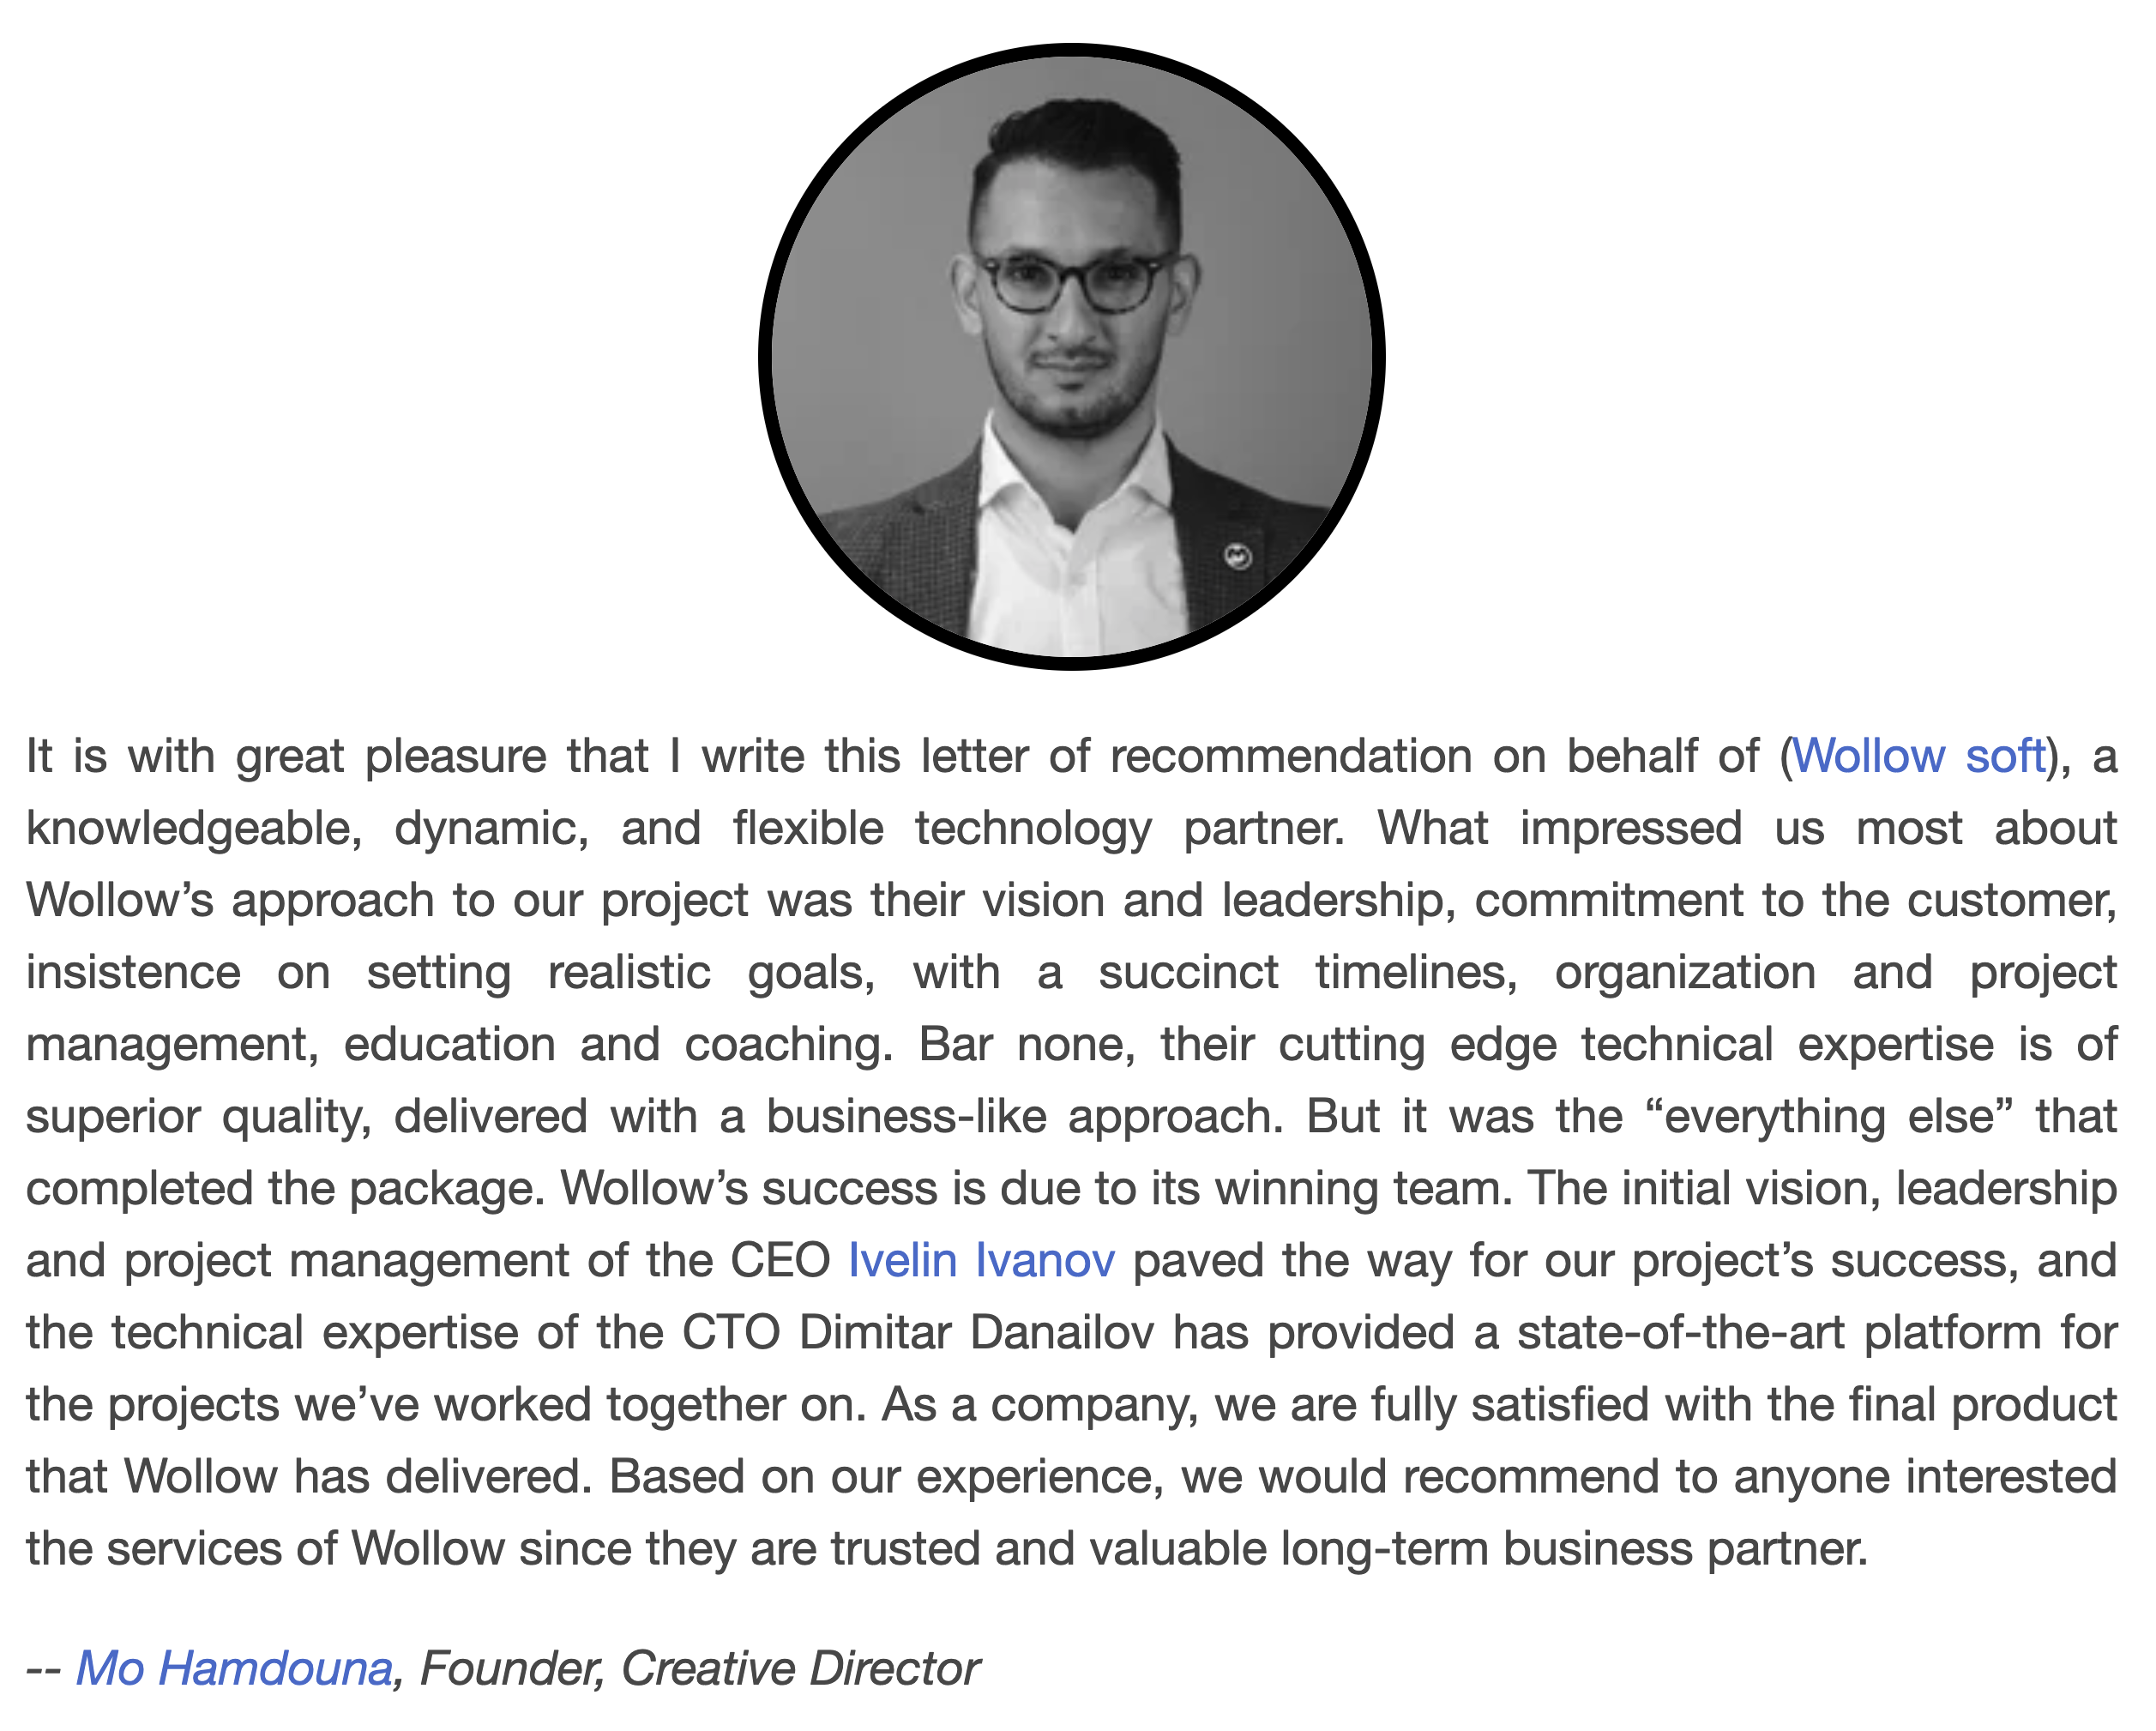 It is with great pleasure that I write this letter of recommendation on behalf of (Wollow soft), a
knowledgeable, dynamic, and flexible technology partner. What impressed us most about
Wollow’s approach to our project was their vision and leadership, commitment to the customer,
insistence on setting realistic goals, with a succinct timelines, organization and project
management, education and coaching. Bar none, their cutting edge technical expertise is of
superior quality, delivered with a business-like approach. But it was the “everything else” that
completed the package. Wollow’s success is due to its winning team. The initial vision, leadership
and project management of the CEO Ivelin Ivanov paved the way for our project’s success, and
the technical expertise of the CTO Dimitar Danailov has provided a state-of-the-art platform for
the projects we’ve worked together on. As a company, we are fully satisfied with the final product
that Wollow has delivered. Based on our experience, we would recommend to anyone interested
the services of Wollow since they are trusted and valuable long-term business partner.
-- Mo Hamdouna, Founder, Creative Director